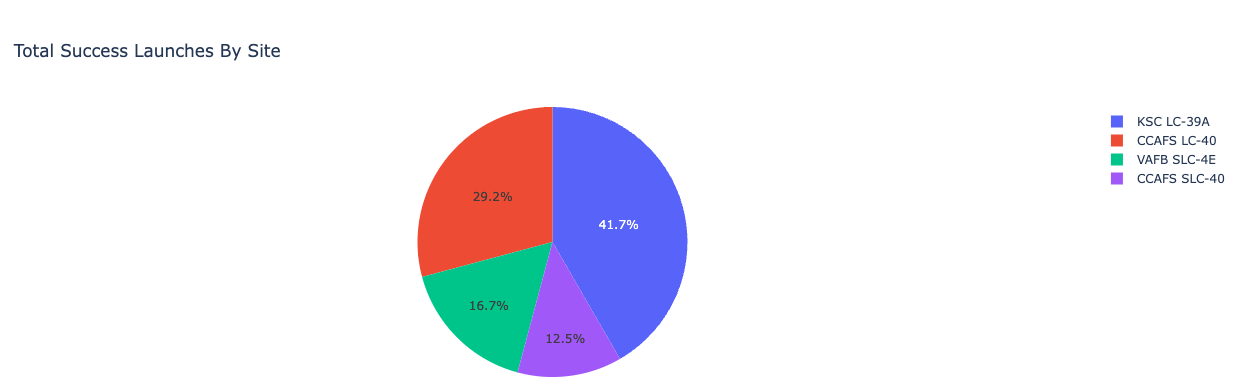 Total Success Launches By Site
KSC LC-39A
CCAFS LC-40
VAFB SLC-4E
CCAFS SLC-40
29.2%
41.7%
16.7%
12.5%